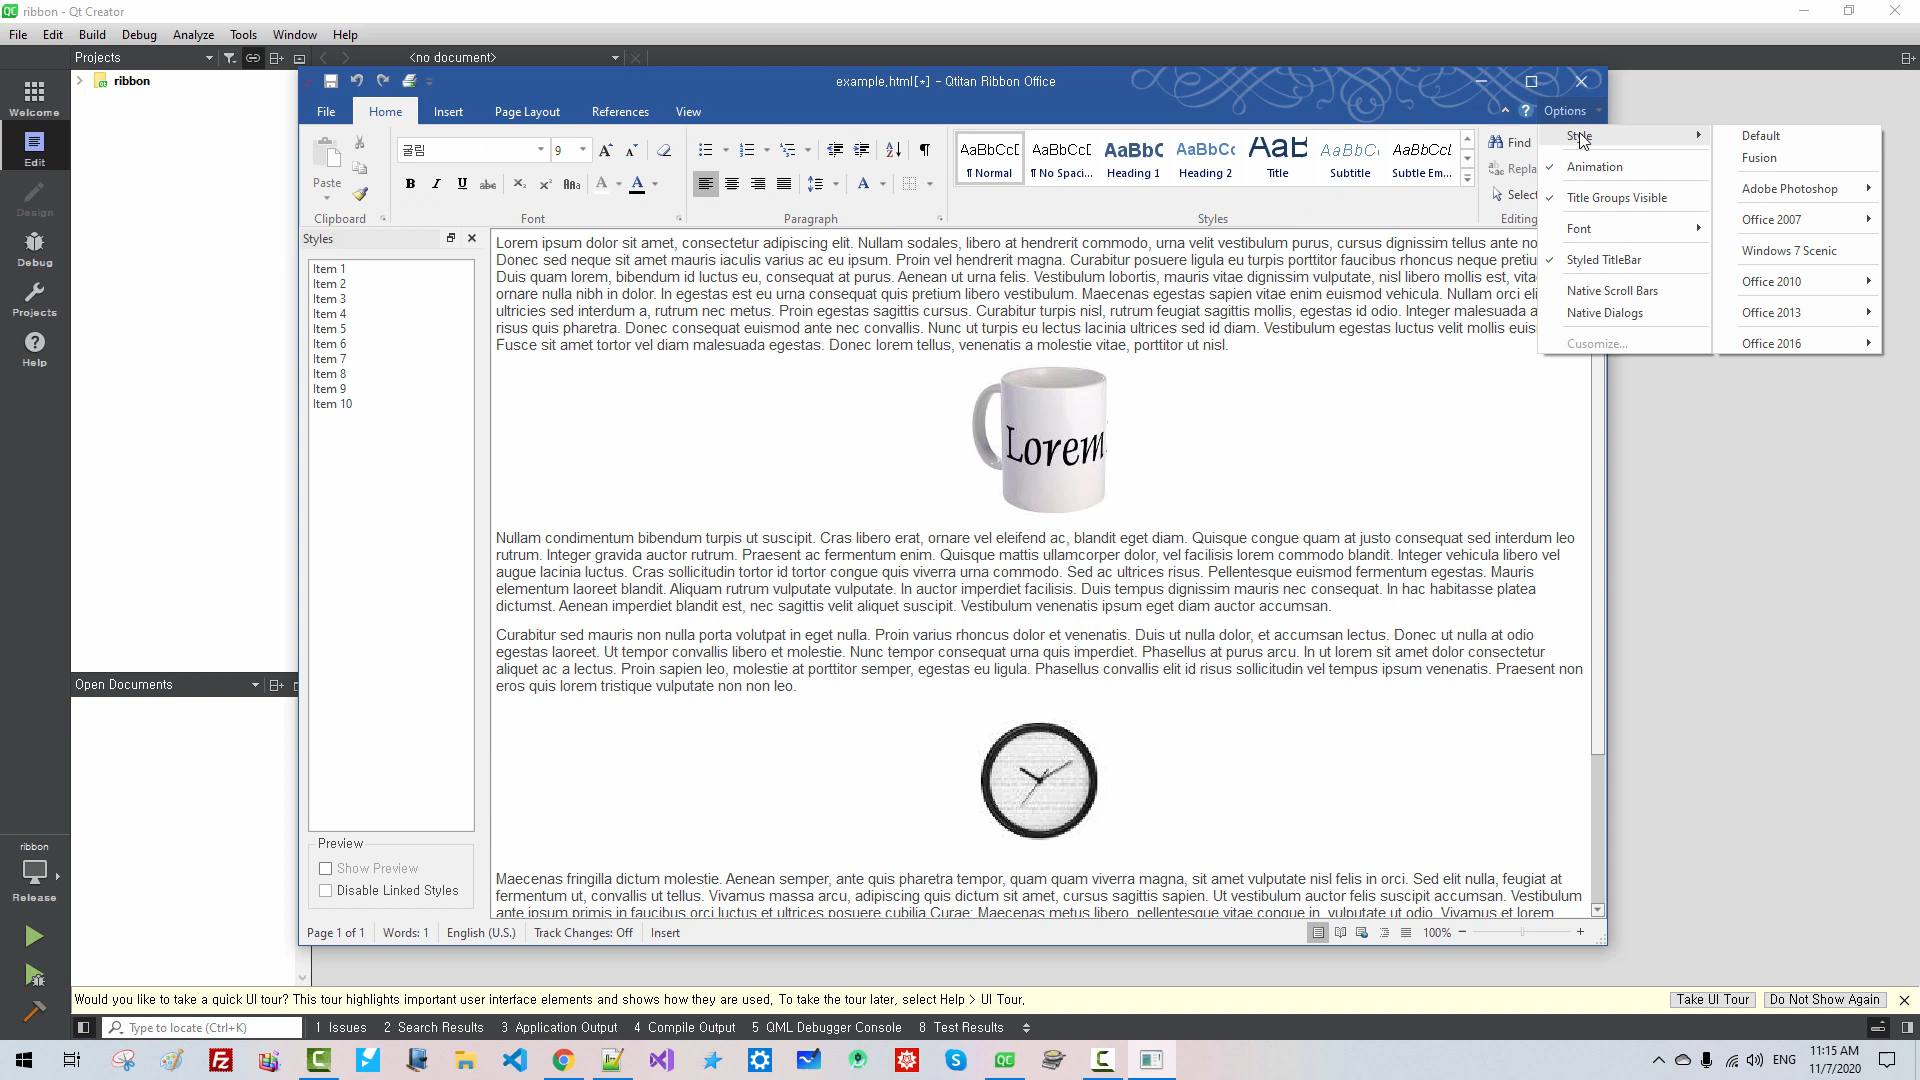 ribbon - Qt Creator
File Edit Build Debug Analyze Tools Window Help
Projects
<no document>
ribbon
Welcome
Edit
Design
Debug
Projects
Help
example.html[*] - Qtitan Ribbon Office
File Home Insert Page Layout References View
Options
Paste
굴림 9
Find
Repla
Select
AaBbCcD AaBbCcD AaBbC AaBbCc AaB AaBbCc AaBbCcL
¶ Normal ¶ No Spaci... Heading 1 Heading 2 Title Subtitle Subtle Em...
Clipboard Font Paragraph Styles Editing
Style
Animation
Title Groups Visible
Font
Styled TitleBar
Native Scroll Bars
Native Dialogs
Cusomize...
Default
Fusion
Adobe Photoshop
Office 2007
Windows 7 Scenic
Office 2010
Office 2013
Office 2016
Styles
Item 1
Item 2
Item 3
Item 4
Item 5
Item 6
Item 7
Item 8
Item 9
Item 10
Lorem ipsum dolor sit amet, consectetur adipiscing elit. Nullam sodales, libero at hendrerit commodo, urna velit vestibulum purus, cursus dignissim tellus ante no
Donec sed neque sit amet mauris iaculis varius ac eu ipsum. Proin vel hendrerit magna. Curabitur posuere ligula eu turpis porttitor faucibus rhoncus neque pretiu
Duis quam lorem, bibendum id luctus eu, consequat at purus. Aenean ut urna felis. Vestibulum lobortis, mauris vitae dignissim vulputate, nisl libero mollis est, vita
ornare nulla nibh in dolor. In egestas est eu urna consequat quis pretium libero vestibulum. Maecenas egestas sapien vitae enim euismod vehicula. Nullam orci eli
ultricies sed interdum a, rutrum nec metus. Proin egestas sagittis cursus. Curabitur turpis nisl, rutrum feugiat sagittis mollis, egestas id odio. Integer malesuada a
risus quis pharetra. Donec consequat euismod ante nec convallis. Nunc ut turpis eu lectus lacinia ultrices sed id diam. Vestibulum egestas luctus velit mollis euis
Fusce sit amet tortor vel diam malesuada egestas. Donec lorem tellus, venenatis a molestie vitae, porttitor ut nisl.
Lorem
Nullam condimentum bibendum turpis ut suscipit. Cras libero erat, ornare vel eleifend ac, blandit eget diam. Quisque congue quam at justo consequat sed interdum leo
rutrum. Integer gravida auctor rutrum. Praesent ac fermentum enim. Quisque mattis ullamcorper dolor, vel facilisis lorem commodo blandit. Integer vehicula libero vel
augue lacinia luctus. Cras sollicitudin tortor id tortor congue quis viverra urna commodo. Sed ac ultrices risus. Pellentesque euismod fermentum egestas. Mauris
elementum laoreet blandit. Aliquam rutrum vulputate vulputate. In auctor imperdiet facilisis. Duis tempus dignissim mauris nec consequat. In hac habitasse platea
dictumst. Aenean imperdiet blandit est, nec sagittis velit aliquet suscipit. Vestibulum venenatis ipsum eget diam auctor accumsan.
Curabitur sed mauris non nulla porta volutpat in eget nulla. Proin varius rhoncus dolor et venenatis. Duis ut nulla dolor, et accumsan lectus. Donec ut nulla at odio
egestas laoreet. Ut tempor convallis libero et molestie. Nunc tempor consequat urna quis imperdiet. Phasellus at purus arcu. In ut lorem sit amet dolor consectetur
aliquet ac a lectus. Proin sapien leo, molestie at porttitor semper, egestas eu ligula. Phasellus convallis elit id risus sollicitudin vel tempus ipsum venenatis. Praesent non
eros quis lorem tristique vulputate non non leo.
Maecenas fringilla dictum molestie. Aenean semper, ante quis pharetra tempor, quam quam viverra magna, sit amet vulputate nisl felis in orci. Sed elit nulla, feugiat at
fermentum ut, convallis ut tellus. Vivamus massa arcu, adipiscing quis dictum sit amet, cursus sagittis sapien. Ut vestibulum auctor felis suscipit accumsan. Vestibulum
ante ipsum primis in faucibus orci luctus et ultrices posuere cubilia Curae; Maecenas metus libero, pellentesque vitae congue in, vulputate ut odio. Vivamus et lorem
Preview
Show Preview
Disable Linked Styles
Page 1 of 1 Words: 1 English (U.S.) Track Changes: Off Insert
100%
Open Documents
ribbon
Release
Would you like to take a quick UI tour? This tour highlights important user interface elements and shows how they are used. To take the tour later, select Help > UI Tour.
Take UI Tour
Do Not Show Again
Type to locate (Ctrl+K)
1 Issues 2 Search Results 3 Application Output 4 Compile Output 5 QML Debugger Console 8 Test Results
ENG
11:15 AM
11/7/2020